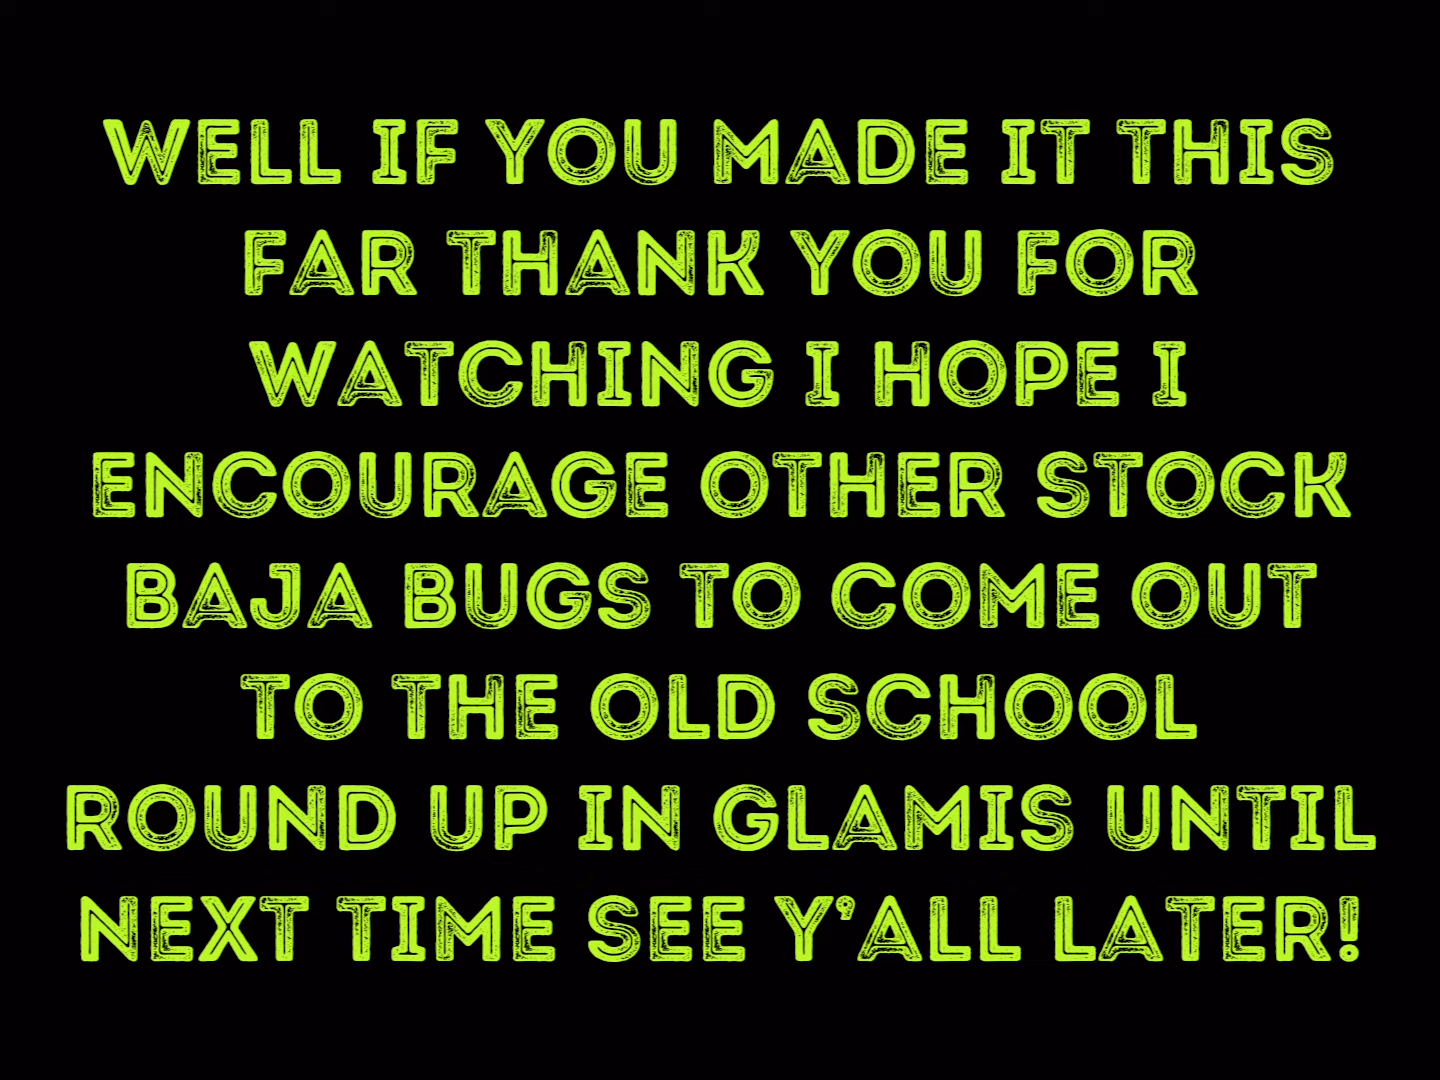 WELL IF YOU MADE IT THIS
FAR THANK YOU FOR
WATCHING I HOPE I
ENCOURAGE OTHER STOCK
BAJA BUGS TO COME OUT
TO THE OLD SCHOOL
ROUND UP IN GLAMIS UNTIL
NEXT TIME SEE Y'ALL LATER!